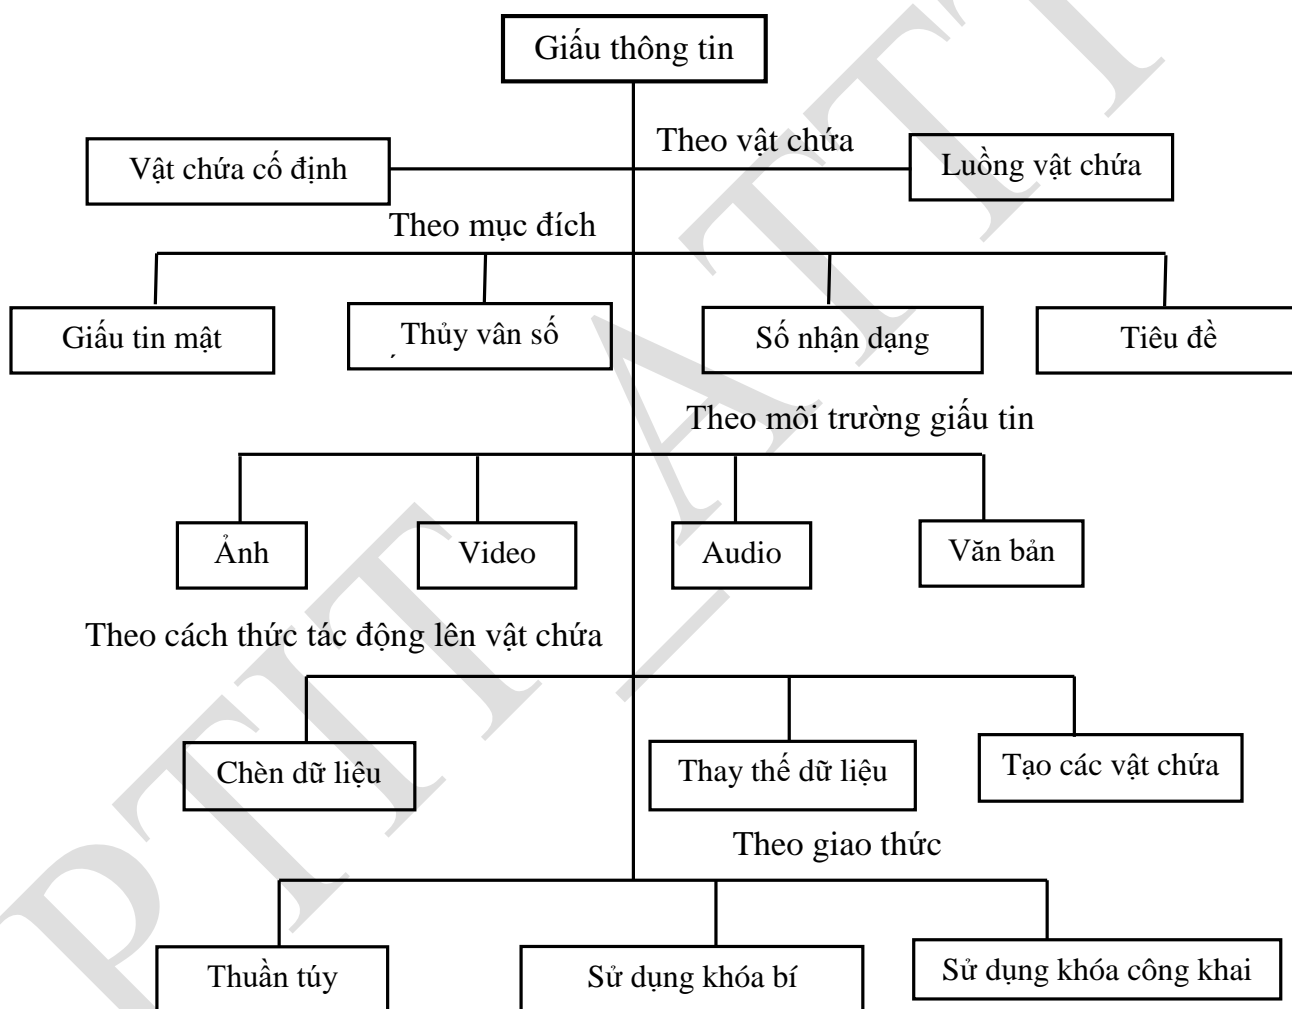 Giấu thông tin
Theo vật chứa
Vật chứa cố định
Luồng vật chứa
Theo mục đích
Giấu tin mật
Thủy vân số
Số nhận dạng
Tiêu đề
Theo môi trường giấu tin
Ảnh
Video
Audio
Văn bản
Theo cách thức tác động lên vật chứa
Chèn dữ liệu
Thay thế dữ liệu
Tạo các vật chứa
Theo giao thức
Thuần túy
Sử dụng khóa bí
Sử dụng khóa công khai
PTIT_ATTT